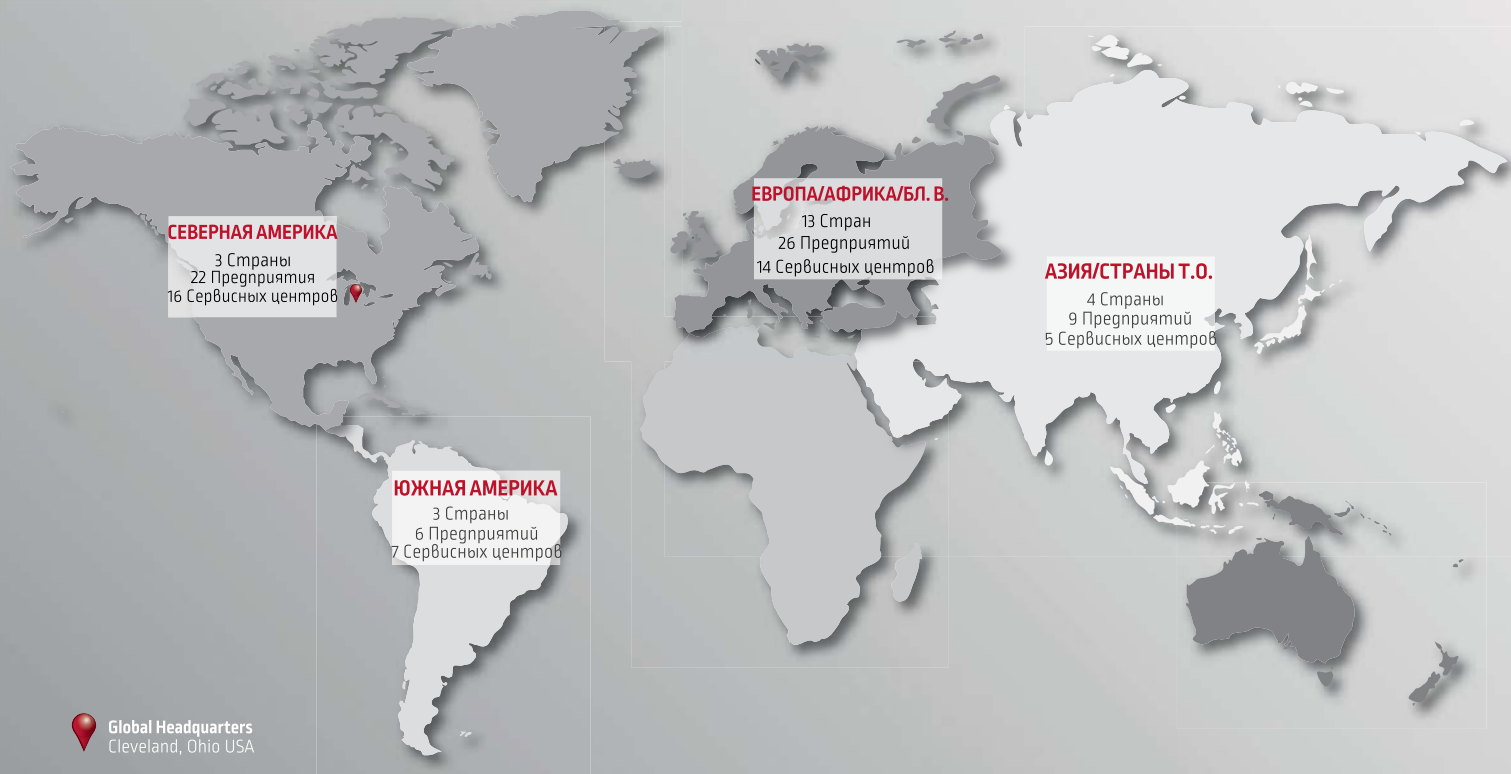 СЕВЕРНАЯ АМЕРИКА
3 Страны
22 Предприятия
16 Сервисных центров
ЕВРОПА/АФРИКА/БЛ. В.
13 Стран
26 Предприятий
14 Сервисных центров
АЗИЯ/СТРАНЫ Т.О.
4 Страны
9 Предприятий
5 Сервисных центров
ЮЖНАЯ АМЕРИКА
3 Страны
6 Предприятий
7 Сервисных центров
Global Headquarters
Cleveland, Ohio USA